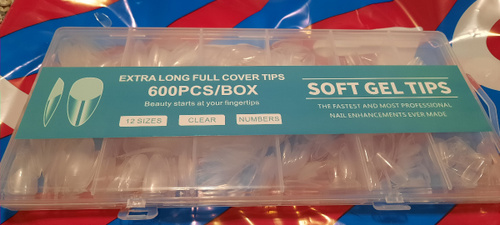 EXTRA LONG FULL COVER TIPS
600PCS/BOX
Beauty starts at your fingertips
12 SIZES
CLEAR
NUMBERS
SOFT GEL TIPS
THE FASTEST AND MOST PROFESSIONAL
NAIL ENHANCEMENTS EVER MADE.